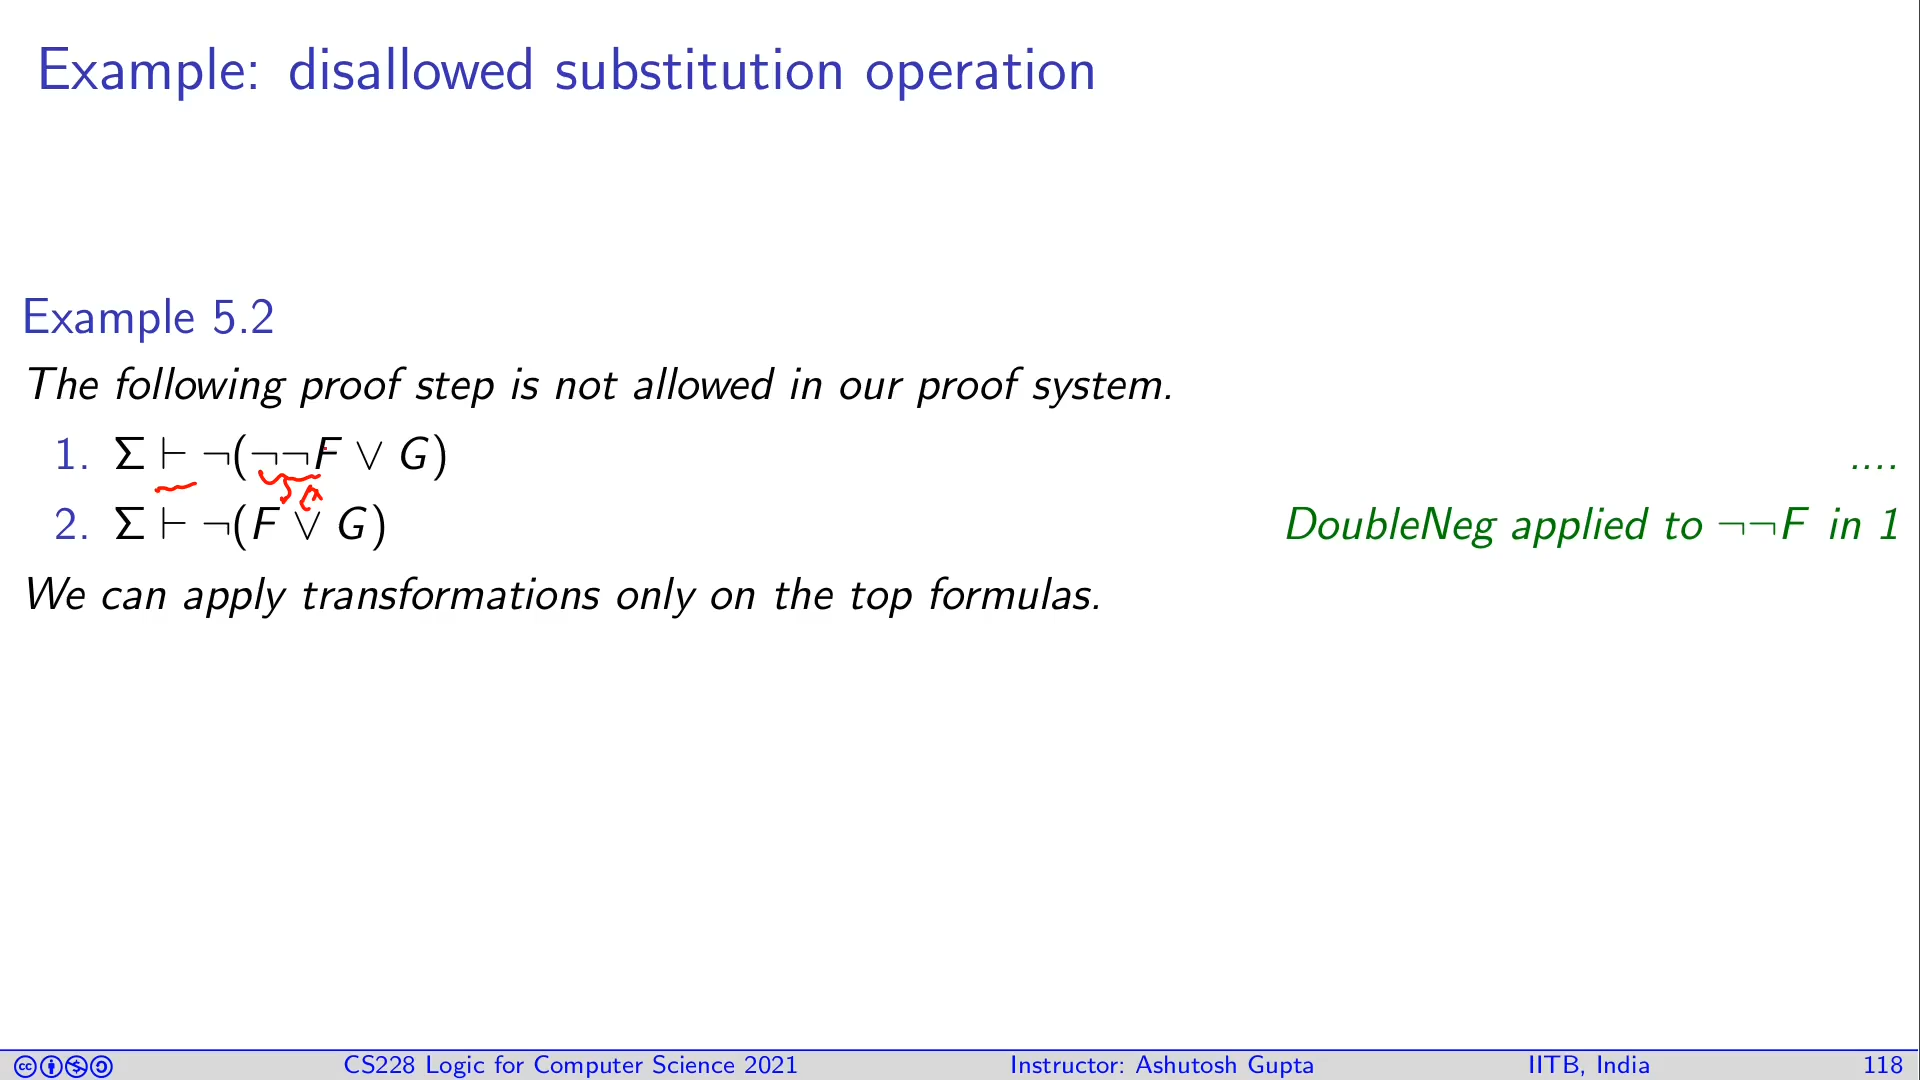 Example: disallowed substitution operation
Example 5.2
The following proof step is not allowed in our proof system.
1. Σ ⊢ ¬(¬¬F ∨ G) ....
2. Σ ⊢ ¬(F ∨ G) DoubleNeg applied to ¬¬F in 1
We can apply transformations only on the top formulas.
CS228 Logic for Computer Science 2021 Instructor: Ashutosh Gupta IITB, India 118